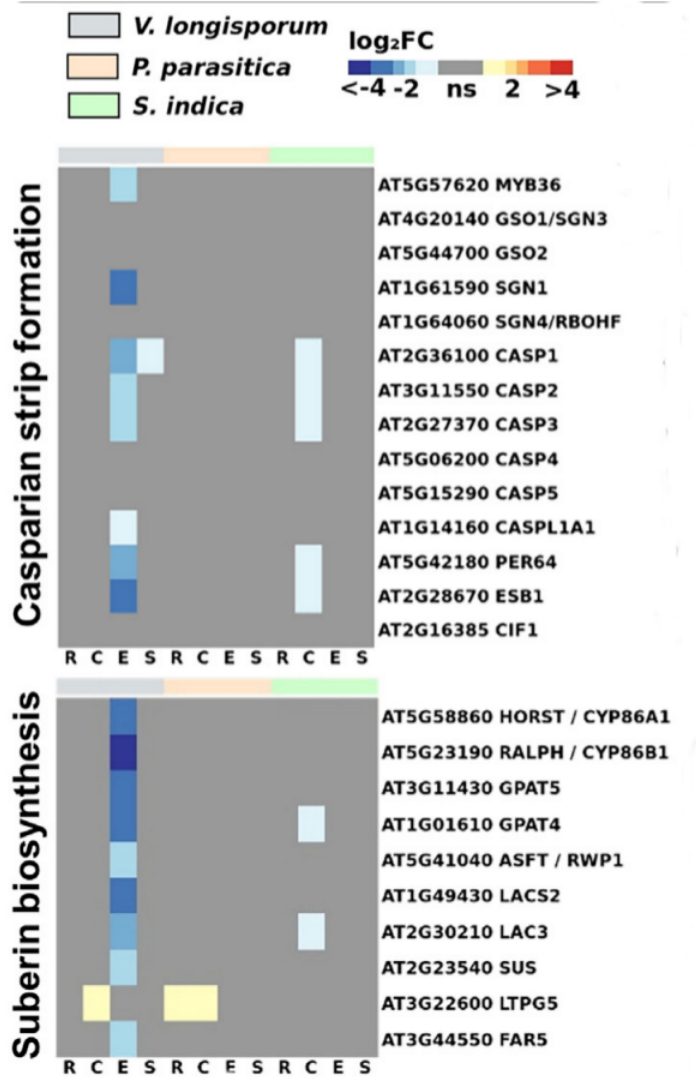 V. longisporum
P. parasitica
S. indica
log₂FC
<-4 -2 ns 2 >4
Casparian strip formation
AT5G57620 MYB36
AT4G20140 GSO1/SGN3
AT5G44700 GSO2
AT1G61590 SGN1
AT1G64060 SGN4/RBOHF
AT2G36100 CASP1
AT3G11550 CASP2
AT2G27370 CASP3
AT5G06200 CASP4
AT5G15290 CASP5
AT1G14160 CASPL1A1
AT5G42180 PER64
AT2G28670 ESB1
AT2G16385 CIF1
R C E S R C E S R C E S
Suberin biosynthesis
AT5G58860 HORST / CYP86A1
AT5G23190 RALPH / CYP86B1
AT3G11430 GPAT5
AT1G01610 GPAT4
AT5G41040 ASFT / RWP1
AT1G49430 LACS2
AT2G30210 LAC3
AT2G23540 SUS
AT3G22600 LTPG5
AT3G44550 FAR5
R C E S R C E S R C E S